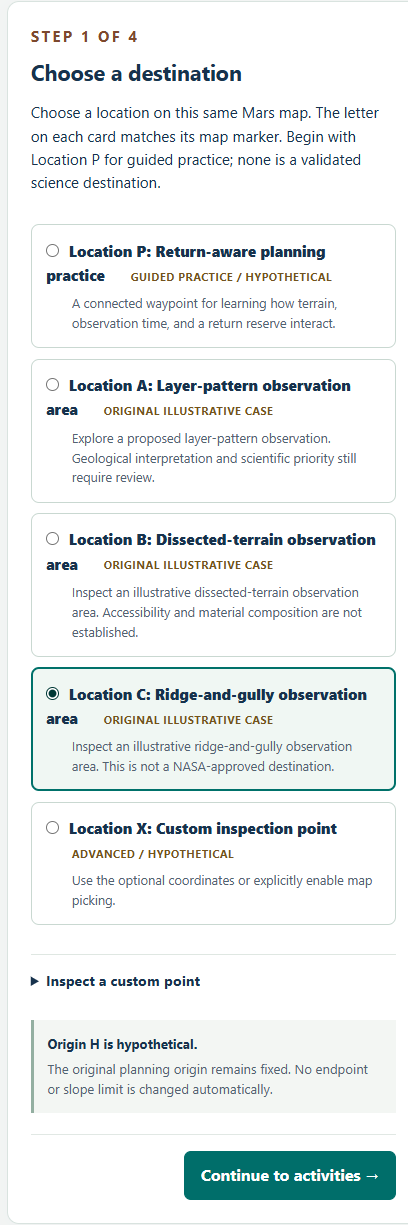 STEP 1 OF 4
Choose a destination
Choose a location on this same Mars map. The letter
on each card matches its map marker. Begin with
Location P for guided practice; none is a validated
science destination.
Location P: Return-aware planning
practice GUIDED PRACTICE / HYPOTHETICAL
A connected waypoint for learning how terrain,
observation time, and a return reserve interact.
Location A: Layer-pattern observation
area ORIGINAL ILLUSTRATIVE CASE
Explore a proposed layer-pattern observation.
Geological interpretation and scientific priority still
require review.
Location B: Dissected-terrain observation
area ORIGINAL ILLUSTRATIVE CASE
Inspect an illustrative dissected-terrain observation
area. Accessibility and material composition are not
established.
Location C: Ridge-and-gully observation
area ORIGINAL ILLUSTRATIVE CASE
Inspect an illustrative ridge-and-gully observation
area. This is not a NASA-approved destination.
Location X: Custom inspection point
ADVANCED / HYPOTHETICAL
Use the optional coordinates or explicitly enable map
picking.
Inspect a custom point
Origin H is hypothetical.
The original planning origin remains fixed. No endpoint
or slope limit is changed automatically.
Continue to activities →